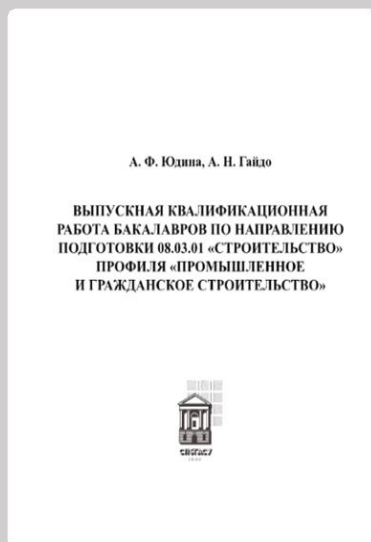 А. Ф. Юдина, А. Н. Гайдо
ВЫПУСКНАЯ КВАЛИФИКАЦИОННАЯ
РАБОТА БАКАЛАВРОВ ПО НАПРАВЛЕНИЮ
ПОДГОТОВКИ 08.03.01 «СТРОИТЕЛЬСТВО»
ПРОФИЛЯ «ПРОМЫШЛЕННОЕ
И ГРАЖДАНСКОЕ СТРОИТЕЛЬСТВО»
СПбГАСУ